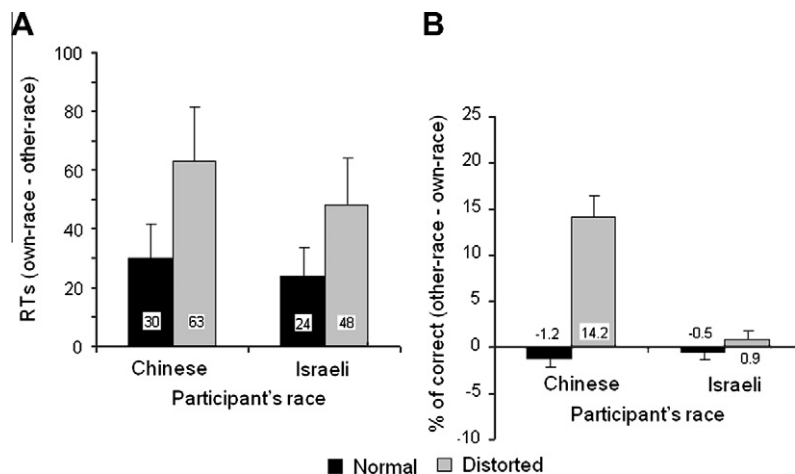 A
RTs (own-race - other-race)
100
80
60
40
20
0
30
63
24
48
Chinese
Israeli
Participant's race
B
% of correct (other-race - own-race)
25
20
15
10
5
0
-5
-10
-1.2
14.2
-0.5
0.9
Chinese
Israeli
Participant's race
Normal
Distorted